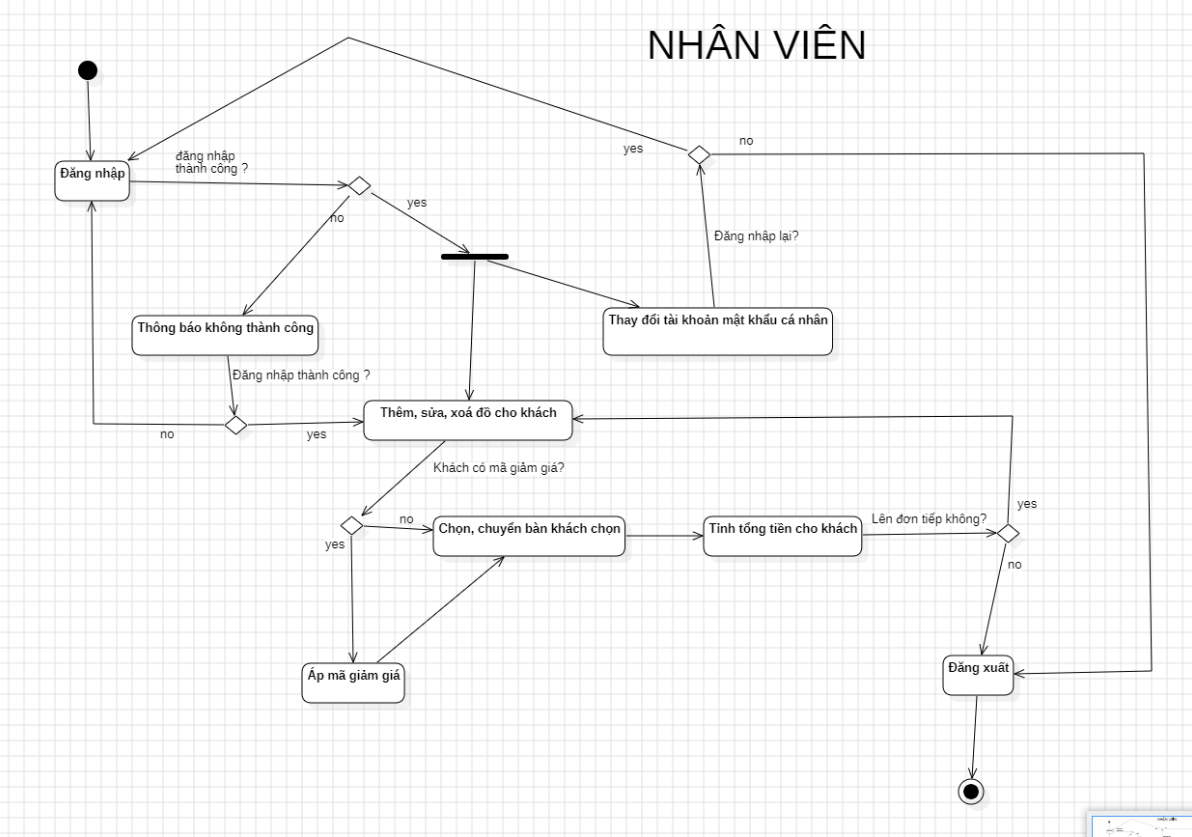 NHÂN VIÊN
no
yes
đăng nhập
thành công ?
Đăng nhập
yes
no
Đăng nhập lại?
Thông báo không thành công
Thay đổi tài khoản mật khẩu cá nhân
Đăng nhập thành công ?
Thêm, sửa, xoá đồ cho khách
no
yes
Khách có mã giảm giá?
yes
no
Lên đơn tiếp không?
Chọn, chuyển bàn khách chọn
Tính tổng tiền cho khách
yes
no
Áp mã giảm giá
Đăng xuất